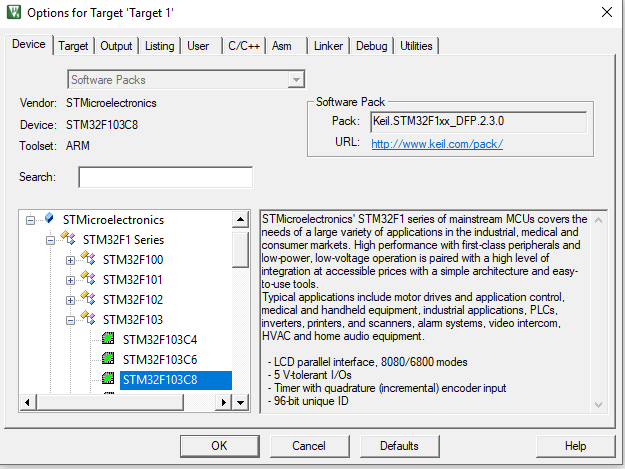 Options for Target 'Target 1'
Device Target Output Listing User C/C++ Asm Linker Debug Utilities
Software Packs
Vendor: STMicroelectronics
Device: STM32F103C8
Toolset: ARM
Search:
Software Pack
Pack: Keil.STM32F1xx_DFP.2.3.0
URL: http://www.keil.com/pack/
STMicroelectronics
STM32F1 Series
STM32F100
STM32F101
STM32F102
STM32F103
STM32F103C4
STM32F103C6
STM32F103C8
STMicroelectronics' STM32F1 series of mainstream MCUs covers the
needs of a large variety of applications in the industrial, medical and
consumer markets. High performance with first-class peripherals and
low-power, low-voltage operation is paired with a high level of
integration at accessible prices with a simple architecture and easy-
to-use tools.
Typical applications include motor drives and application control,
medical and handheld equipment, industrial applications, PLCs,
inverters, printers, and scanners, alarm systems, video intercom,
HVAC and home audio equipment.
- LCD parallel interface, 8080/6800 modes
- 5 V-tolerant I/Os
- Timer with quadrature (incremental) encoder input
- 96-bit unique ID
OK Cancel Defaults Help